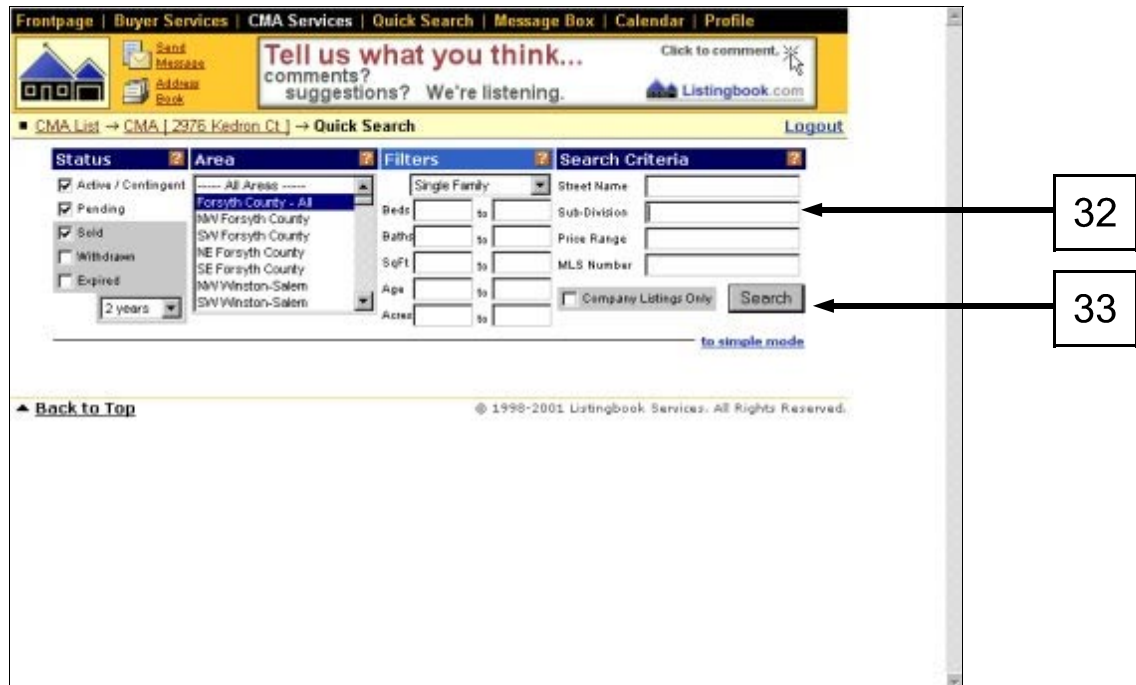 Frontpage | Buyer Services | CMA Services | Quick Search | Message Box | Calendar | Profile
Send Message
Address Book
Tell us what you think...
comments?
suggestions? We're listening.
Click to comment.
Listingbook.com
CMA List → CMA [ 2976 Kedron Ct ] → Quick Search
Logout
Status ?
Active / Contingent
Pending
Sold
Withdrawn
Expired
2 years
Area ?
----- All Areas -----
Forsyth County - All
NW Forsyth County
SW Forsyth County
NE Forsyth County
SE Forsyth County
NW Winston-Salem
SW Winston-Salem
Filters ?
Single Family
Beds to
Baths to
SqFt to
Age to
Acres to
Search Criteria ?
Street Name
Sub-Division
Price Range
MLS Number
Company Listings Only
Search
to simple mode
32
33
Back to Top
© 1998-2001 Listingbook Services. All Rights Reserved.